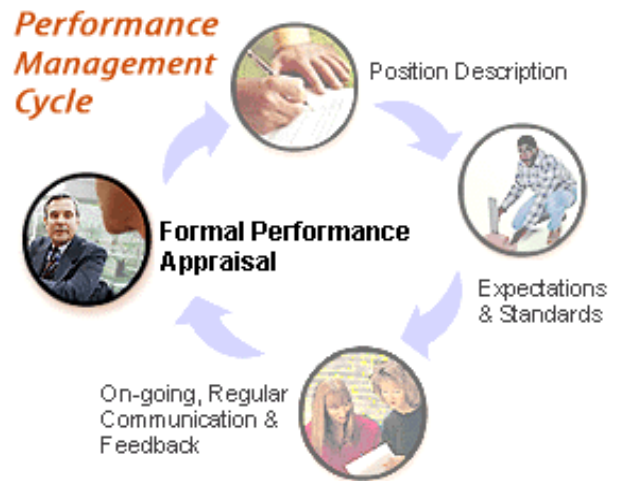 Performance
Management
Cycle
Position Description
Formal Performance
Appraisal
Expectations
& Standards
On-going, Regular
Communication &
Feedback